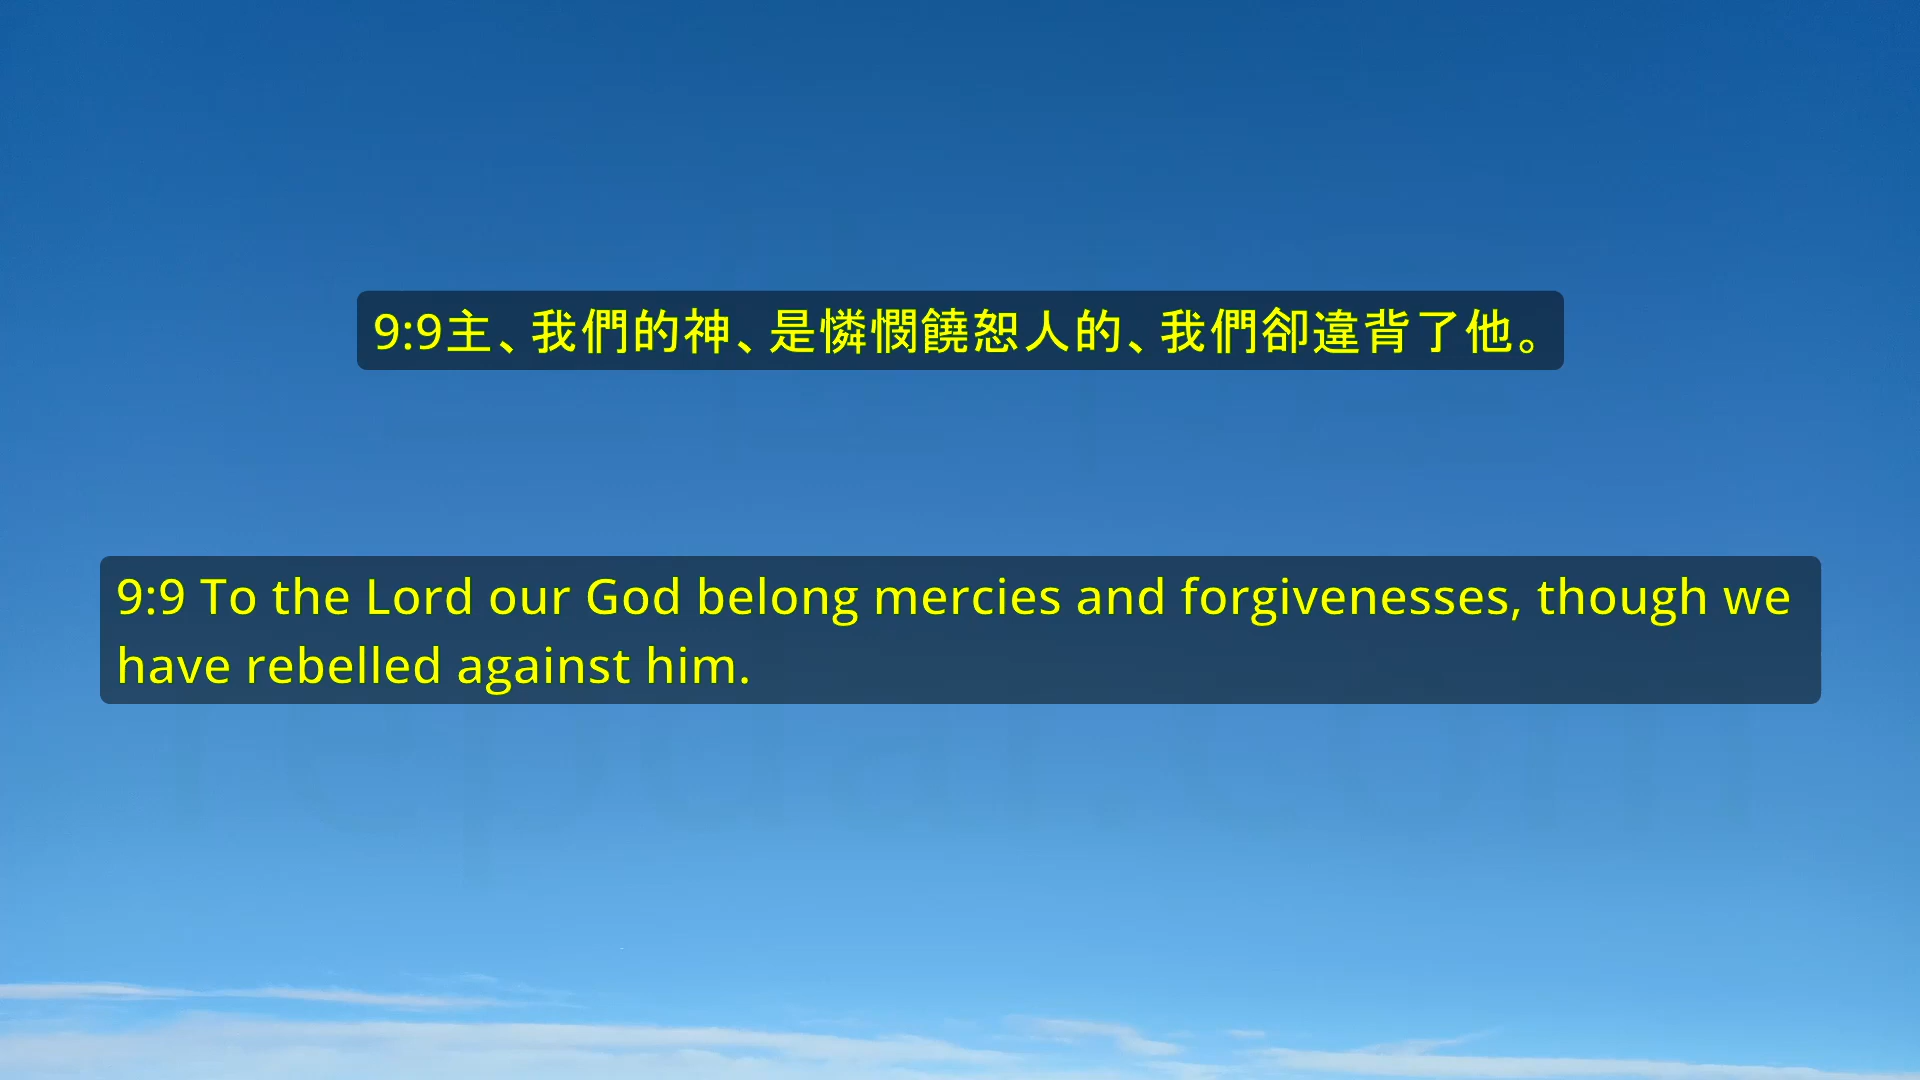 9:9主、我們的神、是憐憫饒恕人的、我們卻違背了他。
9:9 To the Lord our God belong mercies and forgivenesses, though we
have rebelled against him.